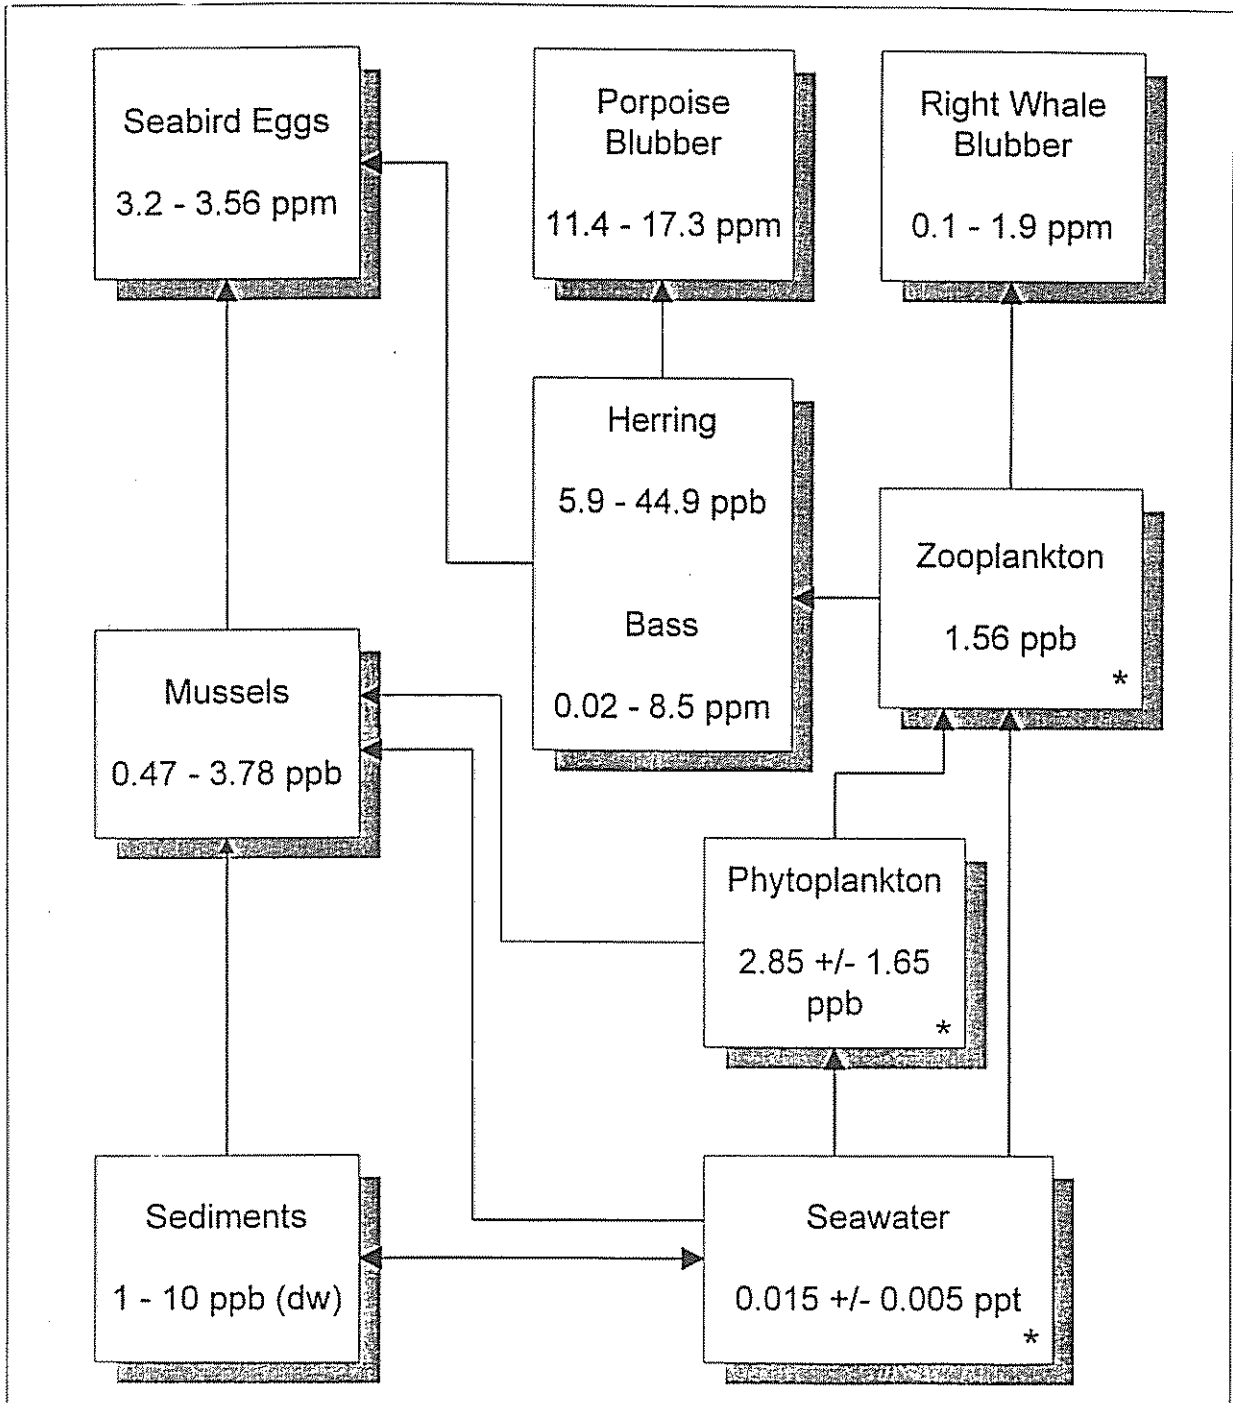 Seabird Eggs
3.2 - 3.56 ppm
Porpoise
Blubber
11.4 - 17.3 ppm
Right Whale
Blubber
0.1 - 1.9 ppm
Herring
5.9 - 44.9 ppb
Bass
0.02 - 8.5 ppm
Zooplankton
1.56 ppb
*
Mussels
0.47 - 3.78 ppb
Phytoplankton
2.85 +/- 1.65
ppb
*
Sediments
1 - 10 ppb (dw)
Seawater
0.015 +/- 0.005 ppt
*